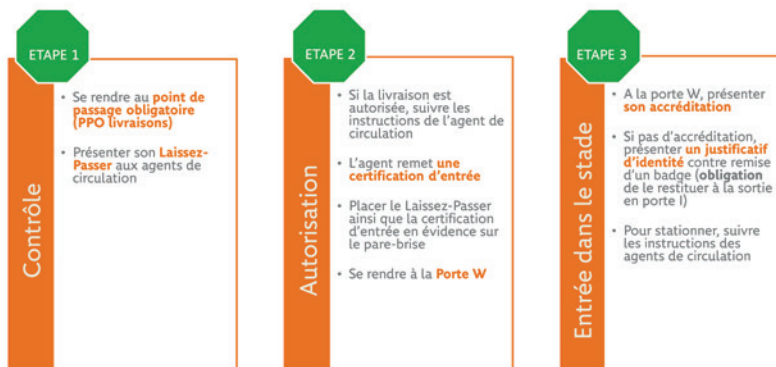 ETAPE 1
Contrôle
• Se rendre au point de
passage obligatoire
(PPO livraisons)
• Présenter son Laissez-
Passer aux agents de
circulation
ETAPE 2
Autorisation
• Si la livraison est
autorisée, suivre les
instructions de l'agent de
circulation
• L'agent remet une
certification d'entrée
• Placer le Laissez-Passer
ainsi que la certification
d'entrée en évidence sur
le pare-brise
• Se rendre à la Porte W
ETAPE 3
Entrée dans le stade
• A la porte W, présenter
son accréditation
• Si pas d'accréditation,
présenter un justificatif
d'identité contre remise
d'un badge (obligation
de le restituer à la sortie
en porte I)
• Pour stationner, suivre
les instructions des
agents de circulation